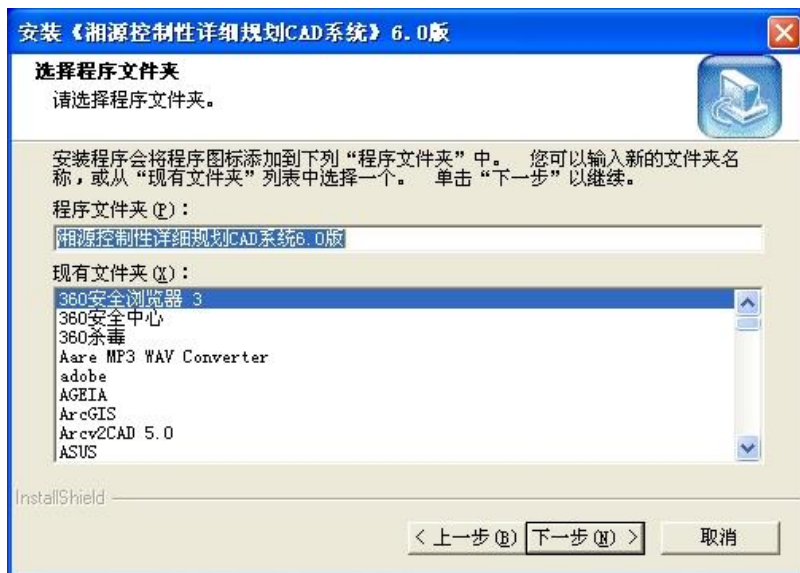 安装《湘源控制性详细规划CAD系统》6.0版
选择程序文件夹
请选择程序文件夹。
安装程序会将程序图标添加到下列“程序文件夹”中。 您可以输入新的文件夹名
称，或从“现有文件夹”列表中选择一个。 单击“下一步”以继续。
程序文件夹(P)：
湘源控制性详细规划CAD系统6.0版
现有文件夹(X)：
360安全浏览器 3
360安全中心
360杀毒
Aare MP3 WAV Converter
adobe
AGEIA
ArcGIS
Arcv2CAD 5.0
ASUS
InstallShield
< 上一步(B) 下一步(N) > 取消